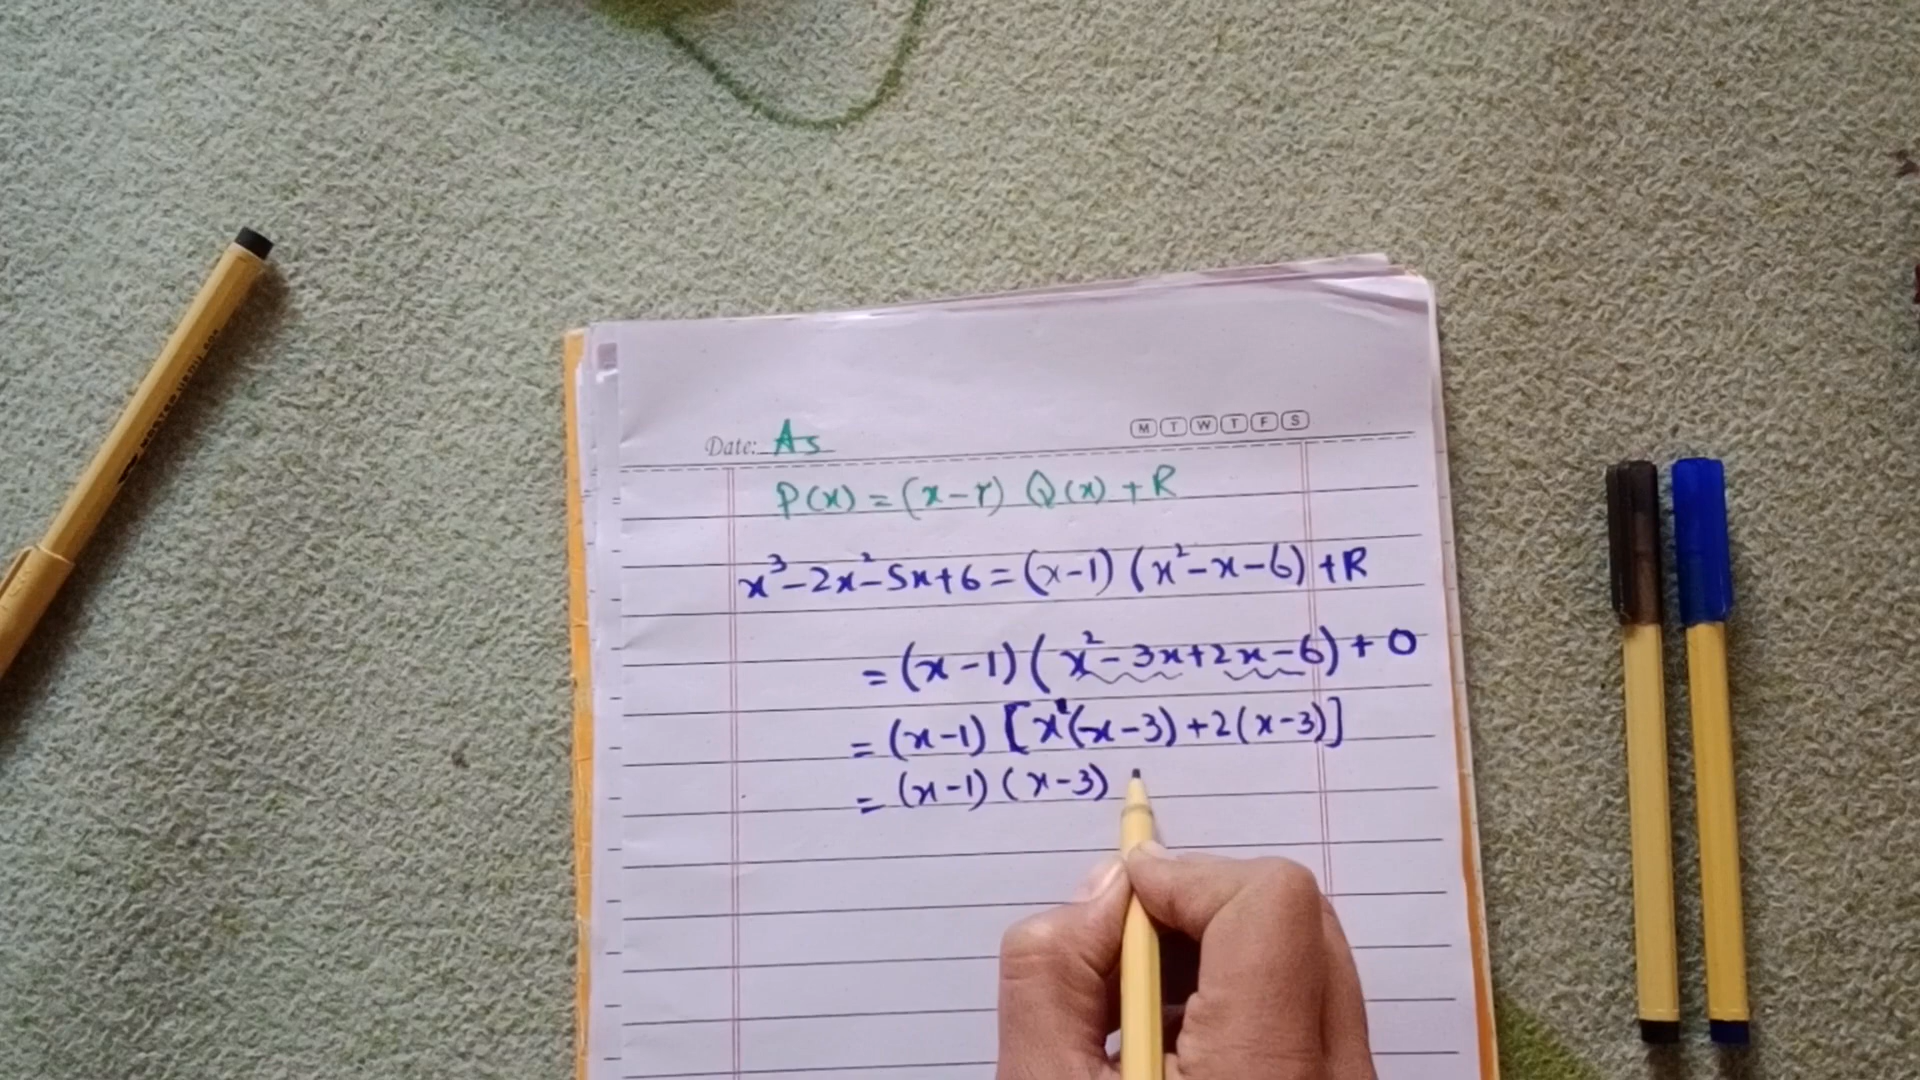 M T W T F S
Date: As
P(x) = (x-r) Q(x) + R
x³-2x²-5x+6 = (x-1) (x²-x-6) + R
= (x-1) (x²-3x+2x-6) + 0
= (x-1) [x(x-3)+2(x-3)]
= (x-1) (x-3)